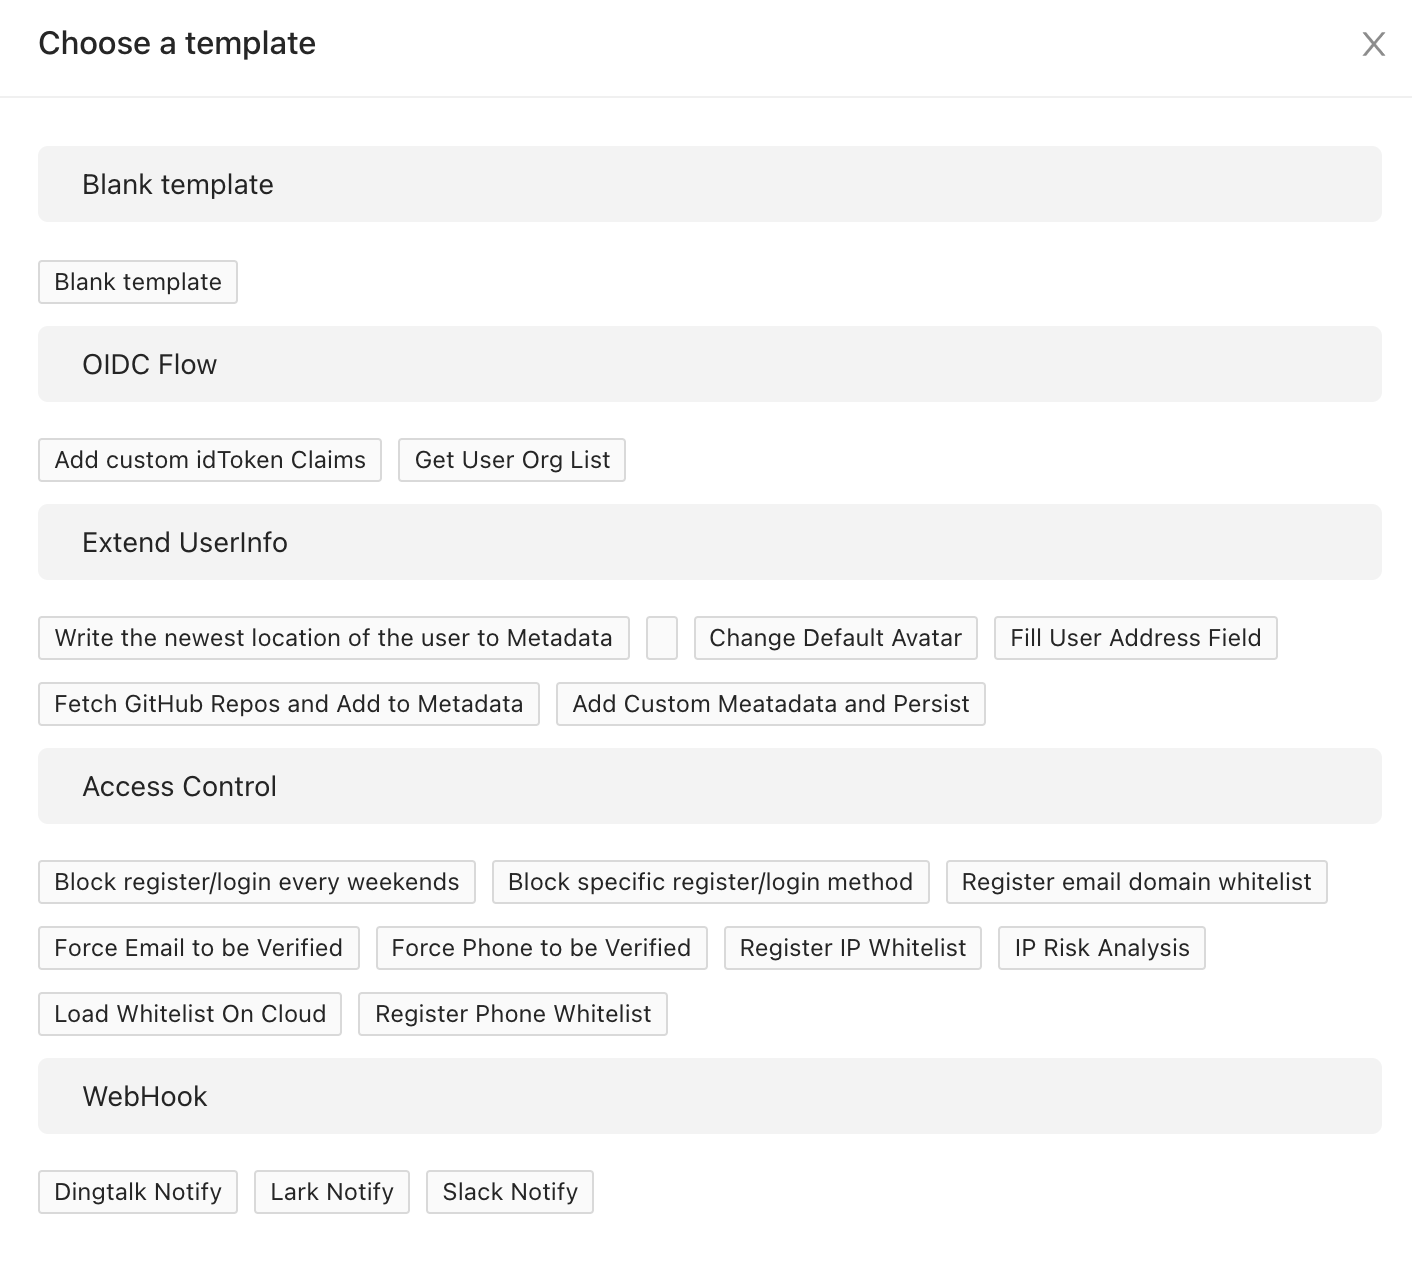 Choose a template
Blank template
Blank template
OIDC Flow
Add custom idToken Claims Get User Org List
Extend UserInfo
Write the newest location of the user to Metadata Change Default Avatar Fill User Address Field
Fetch GitHub Repos and Add to Metadata Add Custom Meatadata and Persist
Access Control
Block register/login every weekends Block specific register/login method Register email domain whitelist
Force Email to be Verified Force Phone to be Verified Register IP Whitelist IP Risk Analysis
Load Whitelist On Cloud Register Phone Whitelist
WebHook
Dingtalk Notify Lark Notify Slack Notify